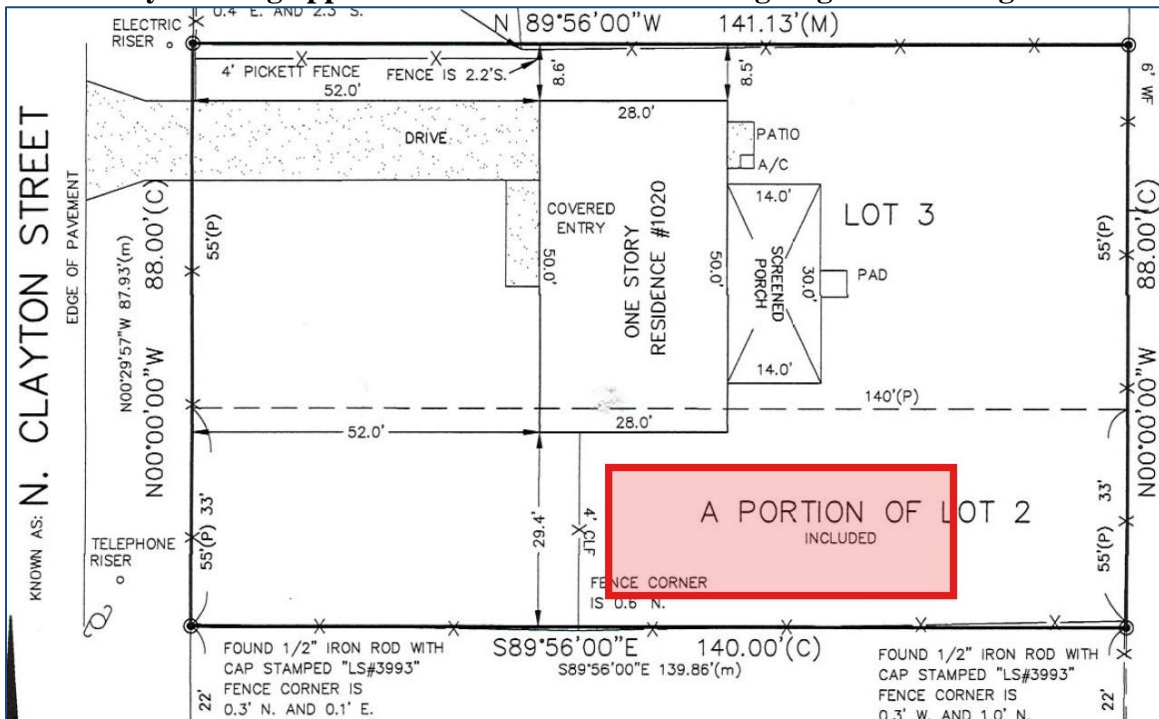 0.4' E. AND 2.3' S.
N 89°56'00"W 141.13'(M)
ELECTRIC
RISER
4' PICKETT FENCE
FENCE IS 2.2'S.
52.0'
8.6'
8.5'
28.0'
6' WF
DRIVE
PATIO
A/C
COVERED
ENTRY
14.0'
LOT 3
KNOWN AS: N. CLAYTON STREET
EDGE OF PAVEMENT
N00°29'57"W 87.93'(m)
N00°00'00"W 88.00'(C)
55'(P)
50.0'
ONE STORY
RESIDENCE #1020
50.0'
SCREENED
PORCH
30.0'
PAD
55'(P)
N00°00'00"W 88.00'(C)
14.0'
140'(P)
52.0'
28.0'
55'(P) 33'
29.4'
4' CLF
A PORTION OF LOT 2
INCLUDED
55'(P) 33'
TELEPHONE
RISER
FENCE CORNER
IS 0.6' N.
S89°56'00"E 140.00'(C)
S89°56'00"E 139.86'(m)
FOUND 1/2" IRON ROD WITH
CAP STAMPED "LS#3993"
FENCE CORNER IS
0.3' N. AND 0.1' E.
22'
FOUND 1/2" IRON ROD WITH
CAP STAMPED "LS#3993"
FENCE CORNER IS
0.3' W. AND 1.0' N.
22'